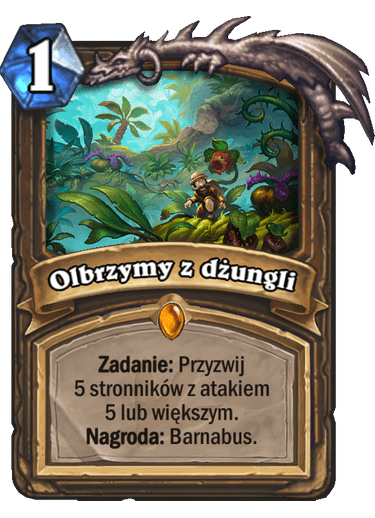 1
Olbrzymy z dżungli
Zadanie: Przyzwij
5 stronników z atakiem
5 lub większym.
Nagroda: Barnabus.